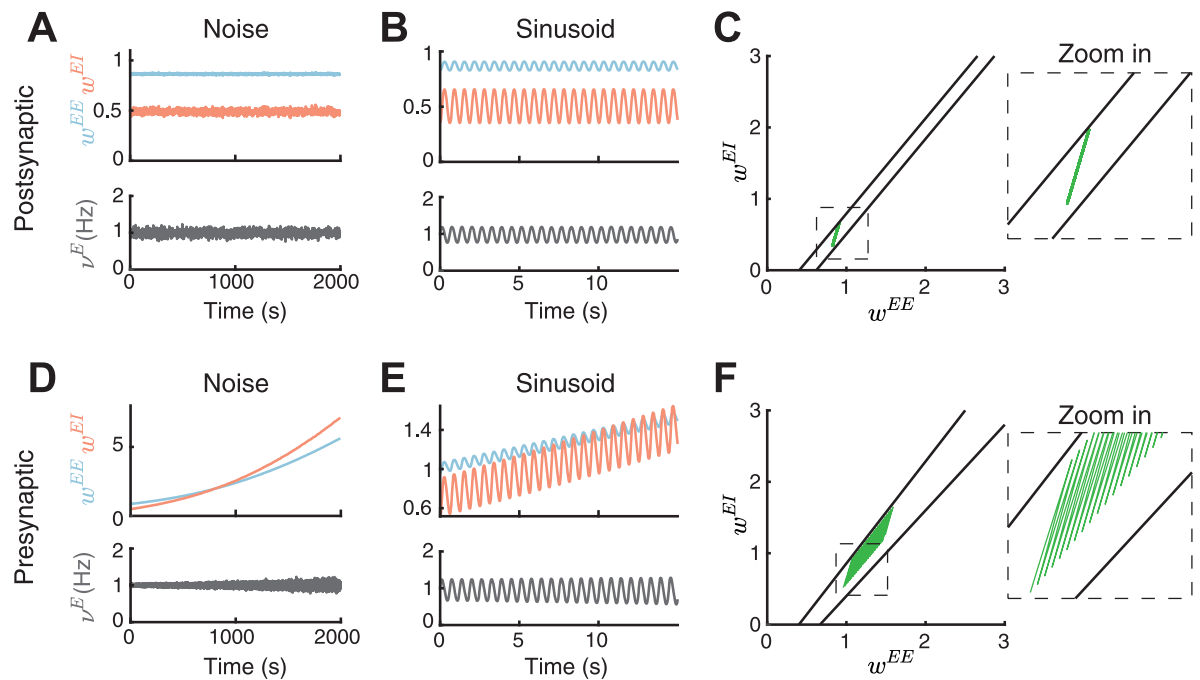 A
Noise
Postsynaptic
w^{EE} w^{EI}
1
0.5
0
ν^E (Hz)
2
1
0
0
1000
2000
Time (s)
B
Sinusoid
1
0.5
0
2
1
0
0
5
10
Time (s)
C
Zoom in
w^{EI}
3
2
1
0
0
1
2
3
w^{EE}
D
Noise
Presynaptic
w^{EE} w^{EI}
5
0
ν^E (Hz)
2
1
0
0
1000
2000
Time (s)
E
Sinusoid
1.4
1
0.6
2
1
0
0
5
10
Time (s)
F
Zoom in
w^{EI}
3
2
1
0
0
1
2
3
w^{EE}